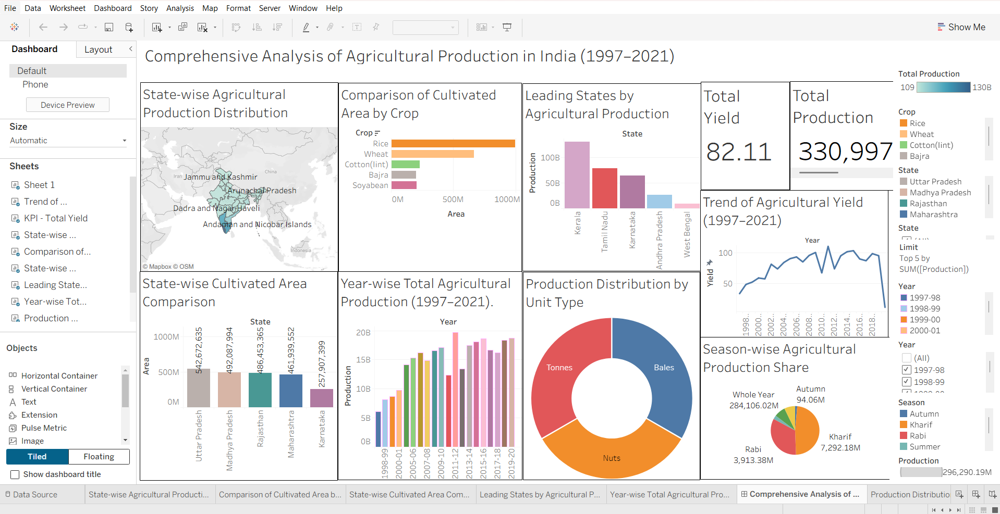 File Data Worksheet Dashboard Story Analysis Map Format Server Window Help
Show Me
Dashboard Layout
Default
Phone
Device Preview
Size
Automatic
Sheets
Sheet 1
Trend of ...
KPI - Total Yield
State-wise ...
Comparison of...
State-wise ...
Leading State...
Year-wise Tot...
Production ...
Objects
Horizontal Container
Vertical Container
Text
Extension
Pulse Metric
Image
Tiled Floating
Show dashboard title
Comprehensive Analysis of Agricultural Production in India (1997–2021)
State-wise Agricultural
Production Distribution
China
Iran
Jammu and Kashmir
Arunachal Pradesh
Dadra and Nagar Haveli
Andaman and Nicobar Islands
Indonesia
© Mapbox © OSM
Comparison of Cultivated
Area by Crop
Crop
Rice
Wheat
Cotton(lint)
Bajra
Soyabean
0M 500M 1000M
Area
Leading States by
Agricultural Production
State
Production
100B
50B
0B
Kerala
Tamil Nadu
Karnataka
Andhra Pradesh
West Bengal
Total
Yield
82.11
Total
Production
330,997
Trend of Agricultural Yield
(1997–2021)
Year
Yield
100
50
1998..
2000..
2002..
2004..
2006..
2008..
2010..
2012..
2014..
2016..
2018..
State-wise Cultivated Area
Comparison
State
Area
1000M
500M
0M
542,672,635
492,087,994
486,453,365
461,939,552
257,907,399
Uttar Pradesh
Madhya Pradesh
Rajasthan
Maharashtra
Karnataka
Year-wise Total Agricultural
Production (1997–2021).
Year
Production
20B
15B
10B
5B
0B
1998-99
2000-01
2005-06
2007-08
2009-10
2011-12
2013-14
2015-16
2017-18
2019-20
Production Distribution by
Unit Type
Tonnes
Bales
Nuts
Season-wise Agricultural
Production Share
Whole Year
284,106.02M
Autumn
94.06M
Kharif
7,292.18M
Rabi
3,913.38M
Total Production
109 130B
Crop
Rice
Wheat
Cotton(lint)
Bajra
State
Uttar Pradesh
Madhya Pradesh
Rajasthan
Maharashtra
State
Limit
Top 5 by
SUM([Production])
Year
1997-98
1998-99
1999-00
2000-01
Year
(All)
1997-98
1998-99
Season
Autumn
Kharif
Rabi
Summer
Production
296,290.19M
Data Source State-wise Agricultural Producti... Comparison of Cultivated Area b... State-wise Cultivated Area Com... Leading States by Agricultural P... Year-wise Total Agricultural Pro... Comprehensive Analysis of ... Production Distributio